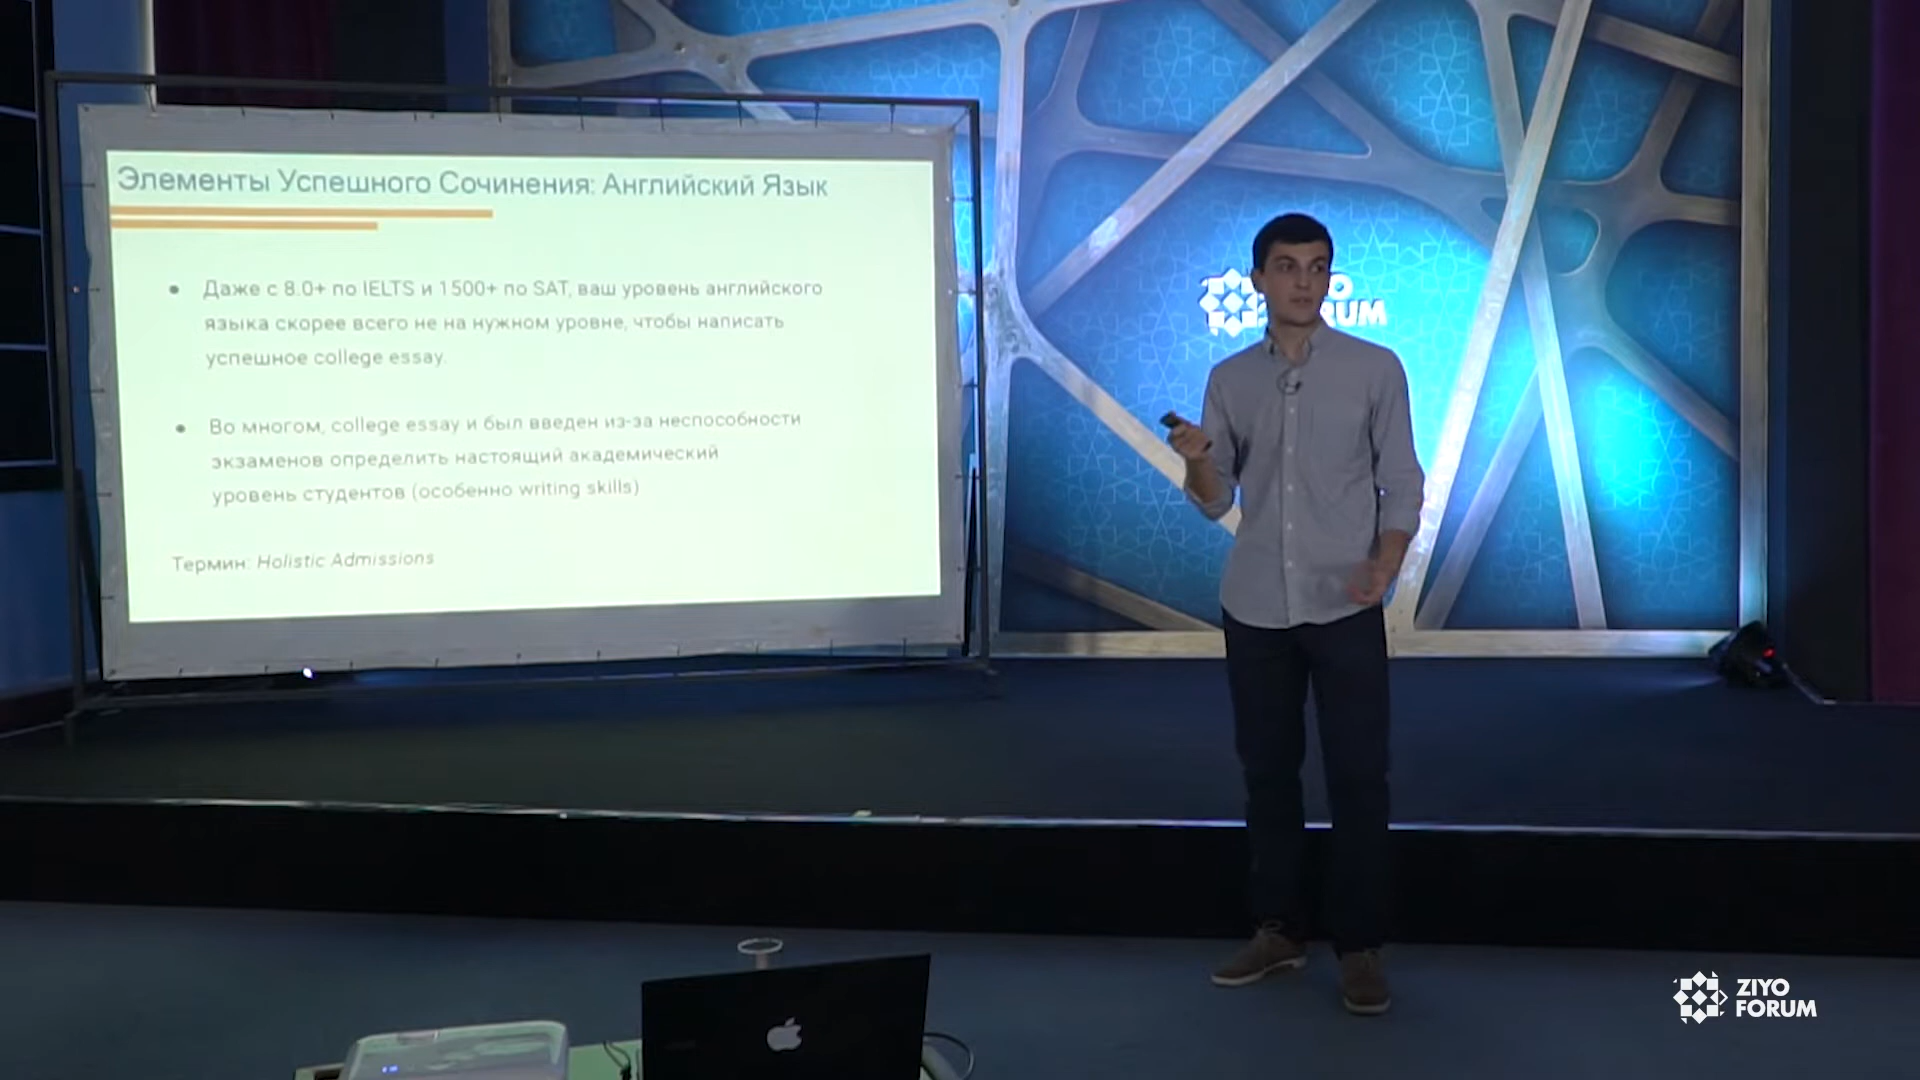 Элементы Успешного Сочинения: Английский Язык
• Даже с 8.0+ по IELTS и 1500+ по SAT, ваш уровень английского
языка скорее всего не на нужном уровне, чтобы написать
успешное college essay.
• Во многом, college essay и был введен из-за неспособности
экзаменов определить настоящий академический
уровень студентов (особенно writing skills)
Термин: Holistic Admissions
ZIYO
FORUM